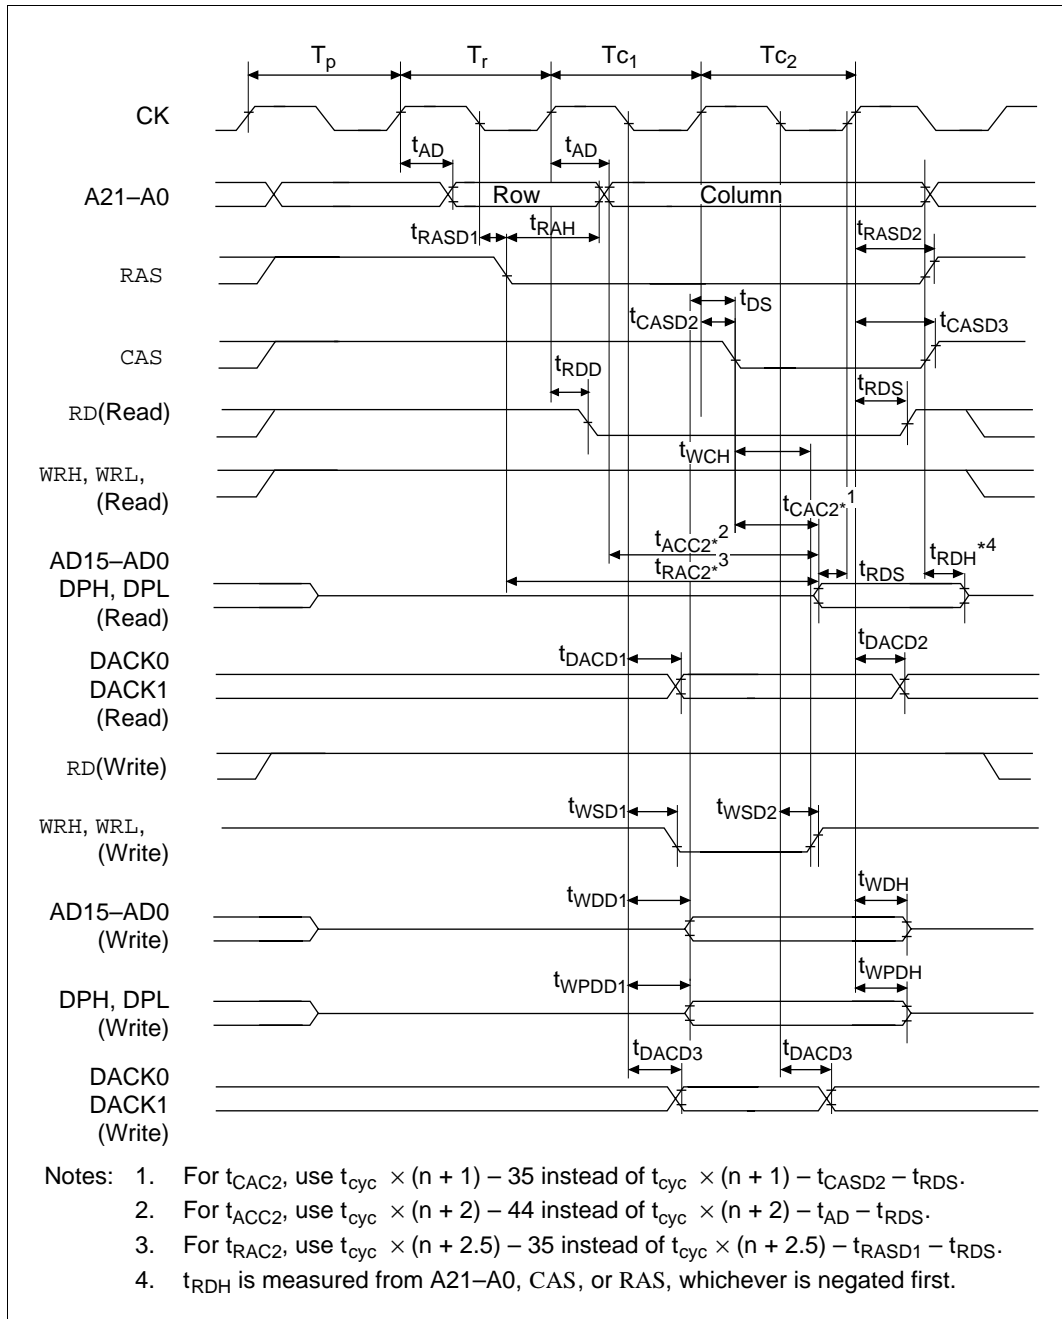 Tp Tr Tc1 Tc2
CK
tAD tAD
A21–A0 Row Column
tRASD1 tRAH tRASD2
RAS
tDS
tCASD2 tCASD3
CAS
tRDD tRDS
RD(Read)
tWCH
WRH, WRL,
(Read)
tCAC2*1
tACC2*2
AD15–AD0
tRDH*4
tRAC2*3
DPH, DPL tRDS
(Read)
DACK0 tDACD1 tDACD2
DACK1
(Read)
RD(Write)
tWSD1 tWSD2
WRH, WRL,
(Write)
tWDD1 tWDH
AD15–AD0
(Write)
tWPDD1 tWPDH
DPH, DPL
(Write)
tDACD3 tDACD3
DACK0
DACK1
(Write)
Notes: 1. For tCAC2, use tcyc × (n + 1) – 35 instead of tcyc × (n + 1) – tCASD2 – tRDS.
2. For tACC2, use tcyc × (n + 2) – 44 instead of tcyc × (n + 2) – tAD – tRDS.
3. For tRAC2, use tcyc × (n + 2.5) – 35 instead of tcyc × (n + 2.5) – tRASD1 – tRDS.
4. tRDH is measured from A21–A0, CAS, or RAS, whichever is negated first.